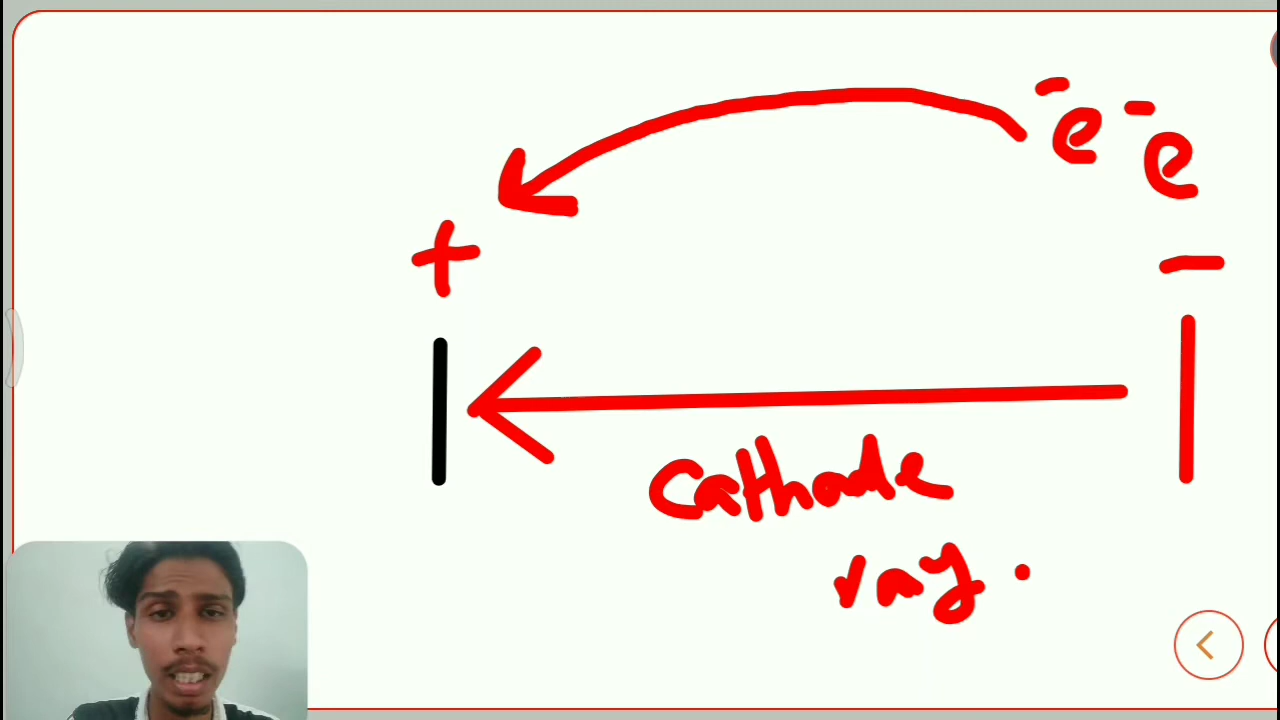 e⁻ e⁻
+ −
Cathode
ray.